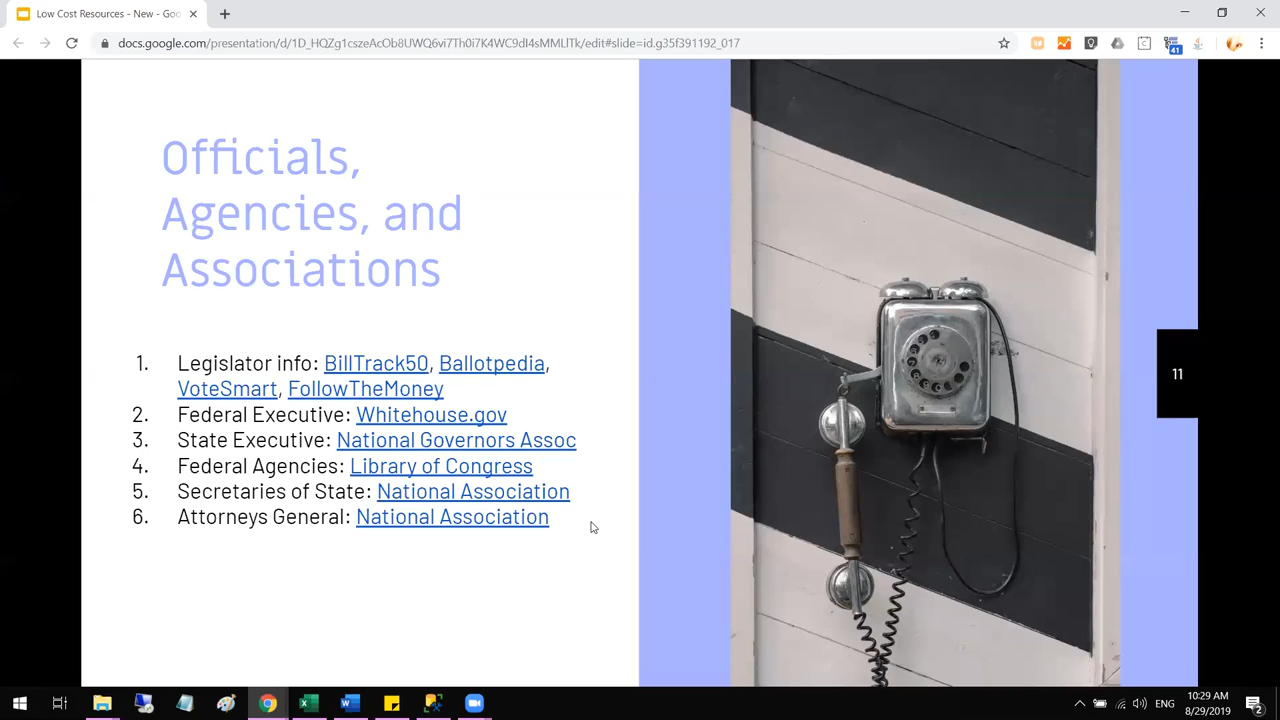 Low Cost Resources - New - Goo
docs.google.com/presentation/d/1D_HQZg1cszeAcOb8UWQ6vi7Th0i7K4WC9dI4sMMLlTk/edit#slide=id.g35f391192_017
41
Officials,
Agencies, and
Associations
1. Legislator info: BillTrack50, Ballotpedia,
VoteSmart, FollowTheMoney
2. Federal Executive: Whitehouse.gov
3. State Executive: National Governors Assoc
4. Federal Agencies: Library of Congress
5. Secretaries of State: National Association
6. Attorneys General: National Association
11
ENG
10:29 AM
8/29/2019
2